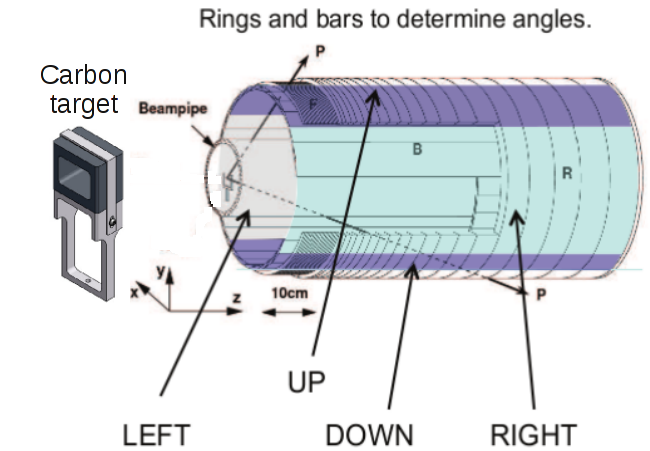 Rings and bars to determine angles.
P
Carbon
target
Beampipe
F
B
R
y
x
z
10cm
P
UP
LEFT
DOWN
RIGHT